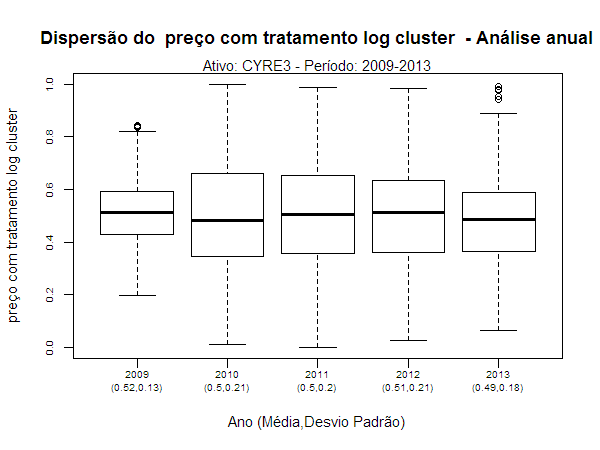 Dispersão do  preço com tratamento log cluster  - Análise anual
Ativo: CYRE3 - Período: 2009-2013
preço com tratamento log cluster
1.0
0.8
0.6
0.4
0.2
0.0
2009 2010 2011 2012 2013
(0.52,0.13) (0.5,0.21) (0.5,0.2) (0.51,0.21) (0.49,0.18)
Ano (Média,Desvio Padrão)